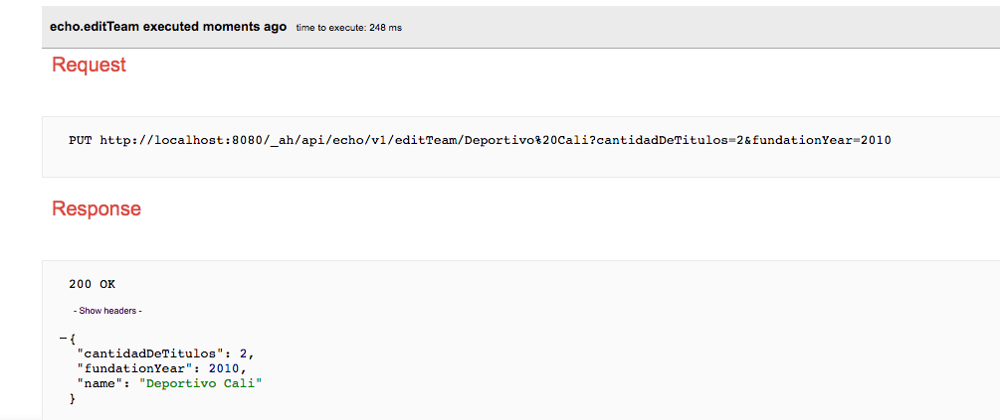 echo.editTeam executed moments ago time to execute: 248 ms
Request
PUT http://localhost:8080/_ah/api/echo/v1/editTeam/Deportivo%20Cali?cantidadDeTitulos=2&fundationYear=2010
Response
200 OK
- Show headers -
−{
"cantidadDeTitulos": 2,
"fundationYear": 2010,
"name": "Deportivo Cali"
}